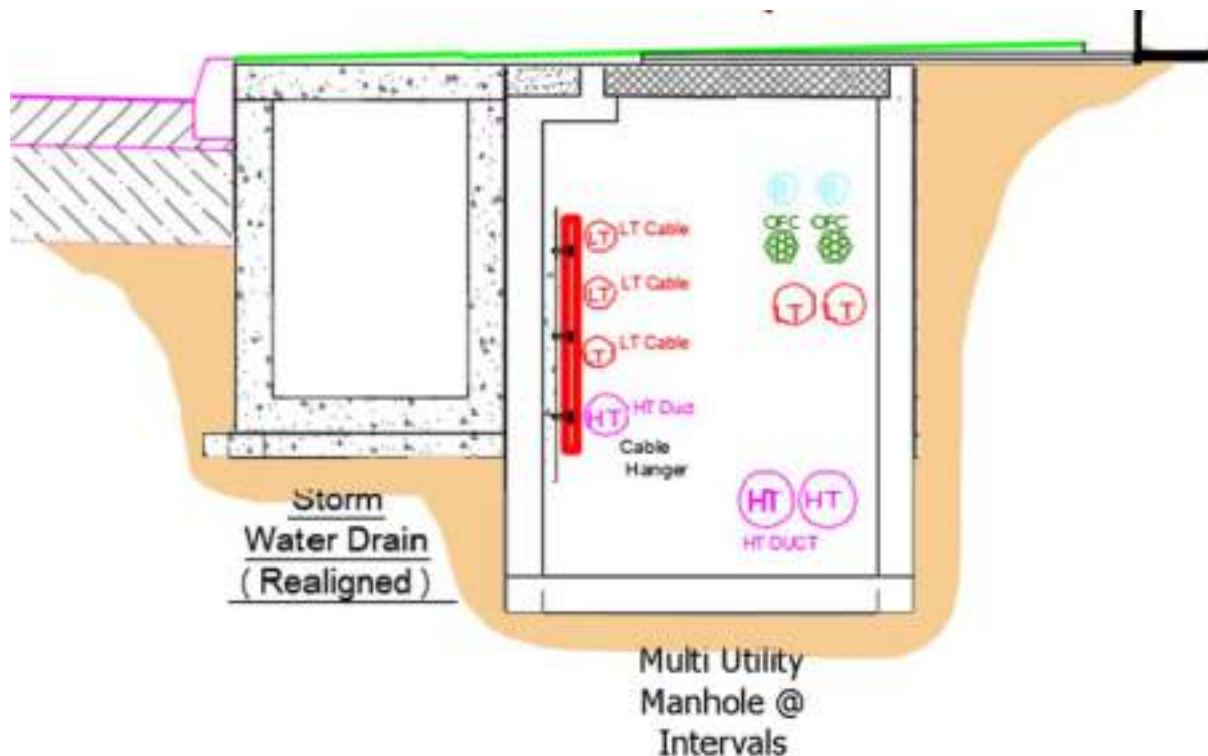 OFC OFC
LT LT Cable
LT LT Cable
LT LT
LT LT Cable
HT HT Duct
Cable
Hanger
HT HT
HT DUCT
Storm
Water Drain
( Realigned )
Multi Utility
Manhole @
Intervals